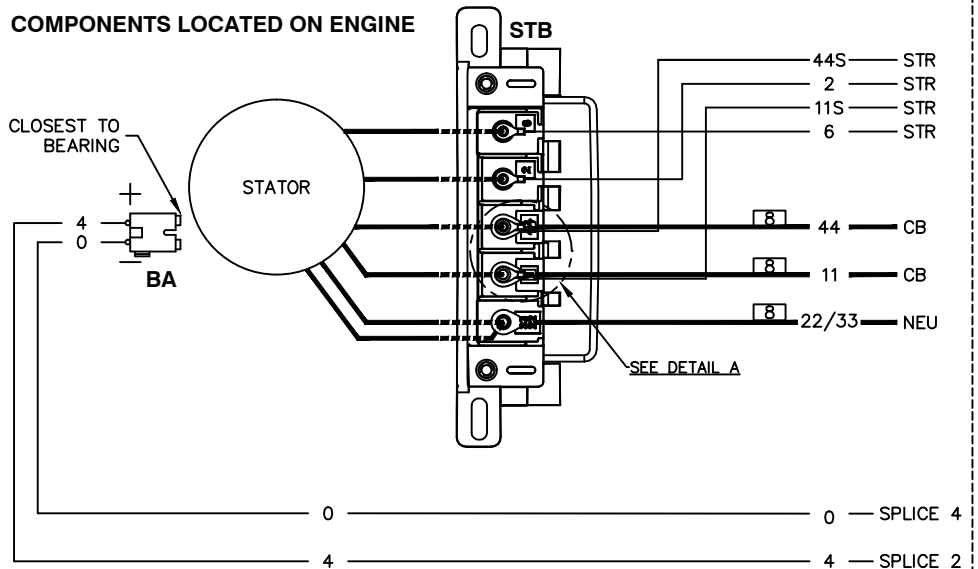 COMPONENTS LOCATED ON ENGINE
STB
44S STR
2 STR
11S STR
6 STR
CLOSEST TO
BEARING
STATOR
+
4
0
−
BA
6
2
8
44 CB
8
11 CB
8
22/33 NEU
SEE DETAIL A
0 0 SPLICE 4
4 4 SPLICE 2